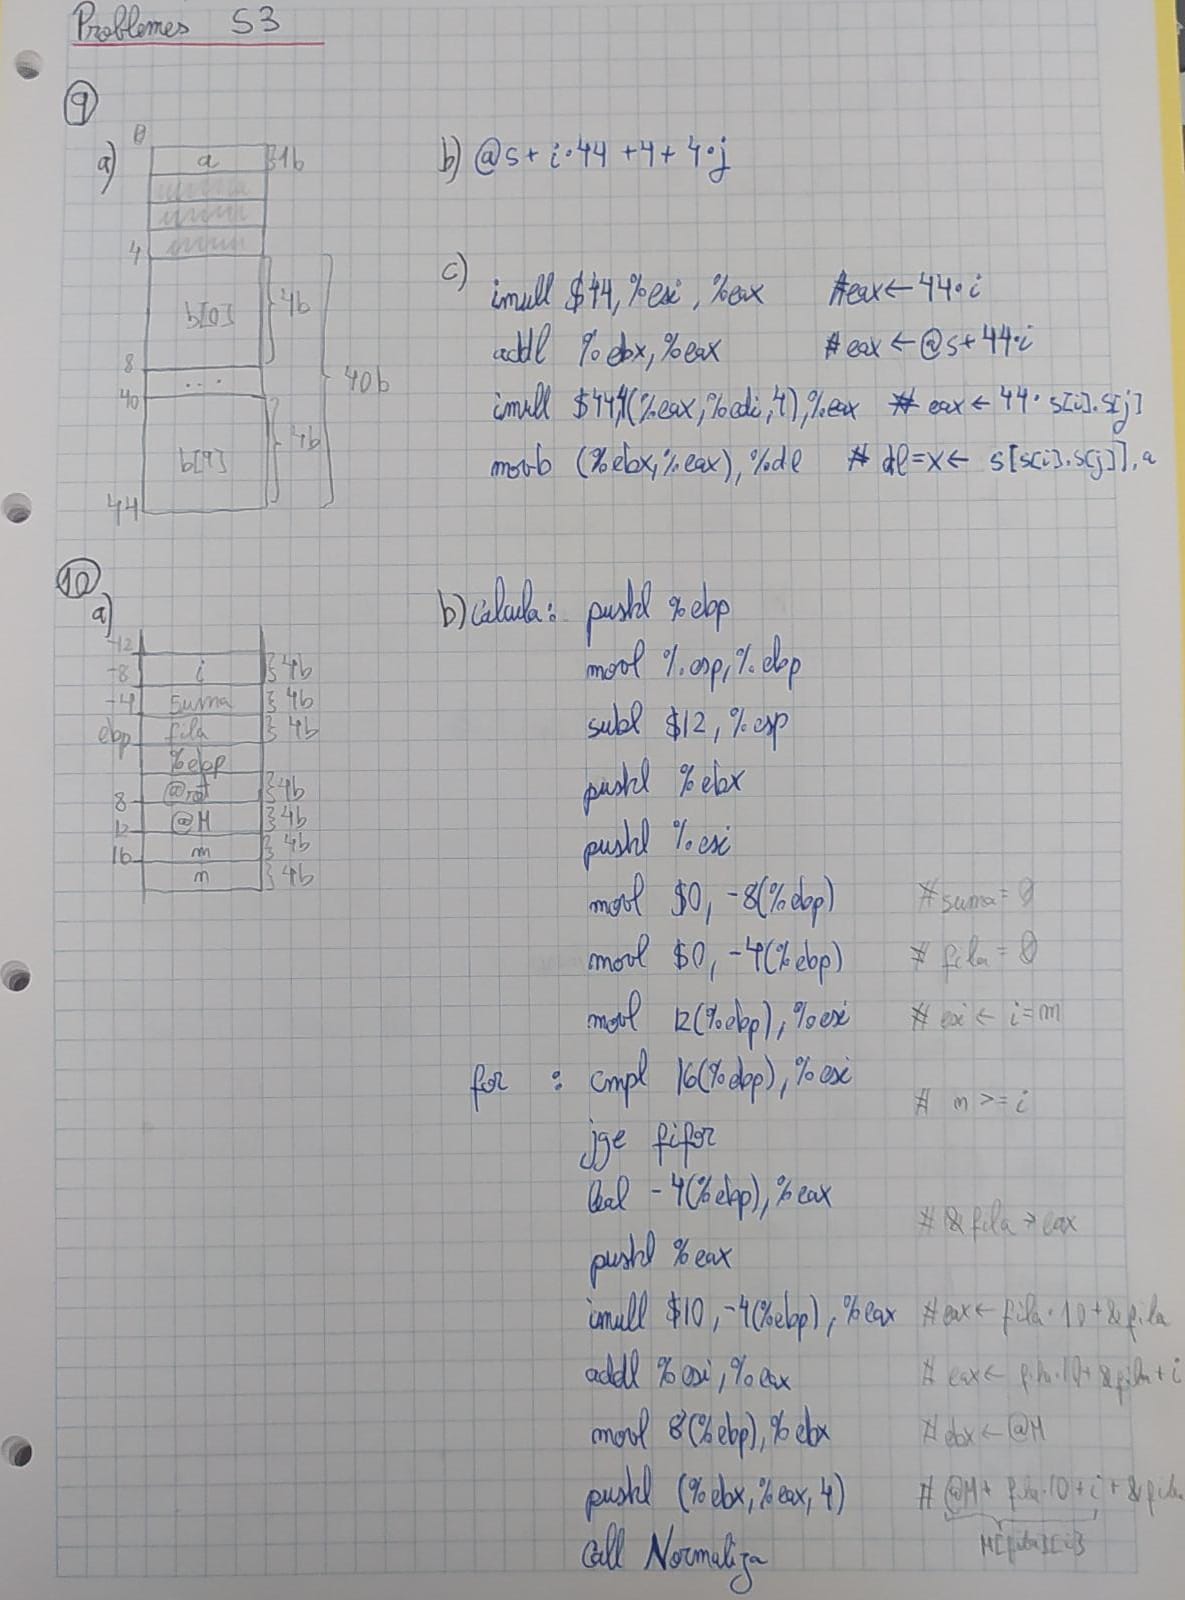 Problemes S3
9
a)
0
a }1b
4
b[0] }4b
8
...
40
40b
b[9] }4b
44
b) @s + i·44 + 4 + 4·j
c)
imull $44, %esi, %eax #eax ← 44·i
addl %ebx, %eax # eax ← @s + 44·i
imull $44, 4(%eax, %edi, 4), %eax # eax ← 44· s[i].s[j]
movb (%ebx, %eax), %dl # dl = x ← s[s[i].s[j]].a
10
a)
-12
-8 i }4b
-4 suma }4b
ebp fila }4b
%ebp
8 @ret }4b
12 @M }4b
16 m }4b
n }4b
b) Calcula: pushl %ebp
movl %esp, %ebp
subl $12, %esp
pushl %ebx
pushl %esi
movl $0, -8(%ebp) # suma = 0
movl $0, -4(%ebp) # fila = 0
movl 12(%ebp), %esi # esi ← i = m
for : cmpl 16(%ebp), %esi
# n >= i
jge fifor
leal -4(%ebp), %eax
# &fila → eax
pushl %eax
imull $10, -4(%ebp), %eax # eax ← fila·10 + &fila
addl %esi, %eax # eax ← fila·10 + &fila + i
movl 8(%ebp), %ebx # ebx ← @M
pushl (%ebx, %eax, 4) # @M + fila·10 + i + &fila
M[fila][i]
call Normaliza